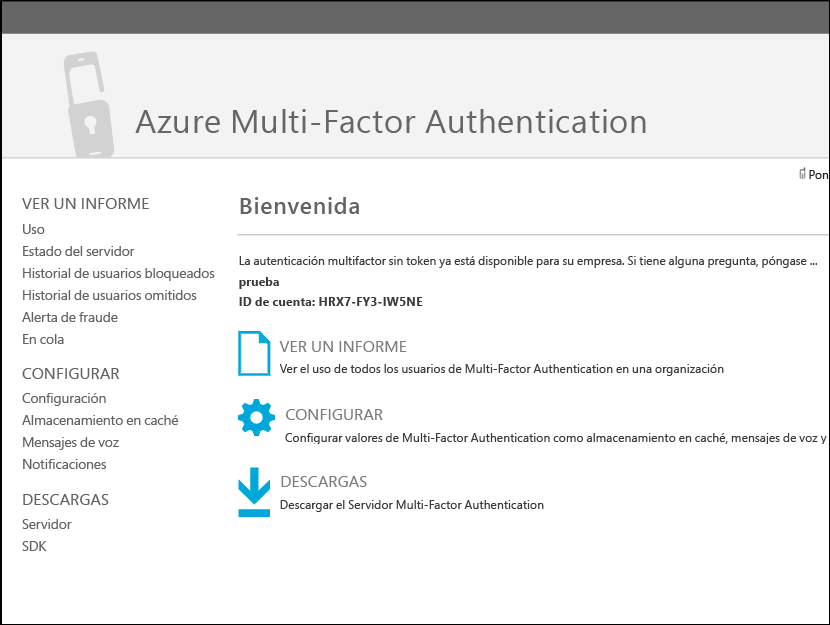 Azure Multi-Factor Authentication
Pon
VER UN INFORME
Uso
Estado del servidor
Historial de usuarios bloqueados
Historial de usuarios omitidos
Alerta de fraude
En cola
CONFIGURAR
Configuración
Almacenamiento en caché
Mensajes de voz
Notificaciones
DESCARGAS
Servidor
SDK
Bienvenida
La autenticación multifactor sin token ya está disponible para su empresa. Si tiene alguna pregunta, póngase ...
prueba
ID de cuenta: HRX7-FY3-IW5NE
VER UN INFORME
Ver el uso de todos los usuarios de Multi-Factor Authentication en una organización
CONFIGURAR
Configurar valores de Multi-Factor Authentication como almacenamiento en caché, mensajes de voz y
DESCARGAS
Descargar el Servidor Multi-Factor Authentication